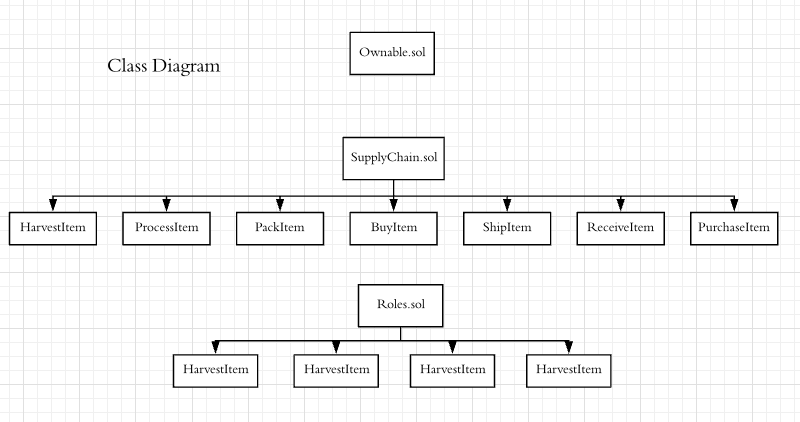 Ownable.sol
Class Diagram
SupplyChain.sol
HarvestItem
ProcessItem
PackItem
BuyItem
ShipItem
ReceiveItem
PurchaseItem
Roles.sol
HarvestItem
HarvestItem
HarvestItem
HarvestItem